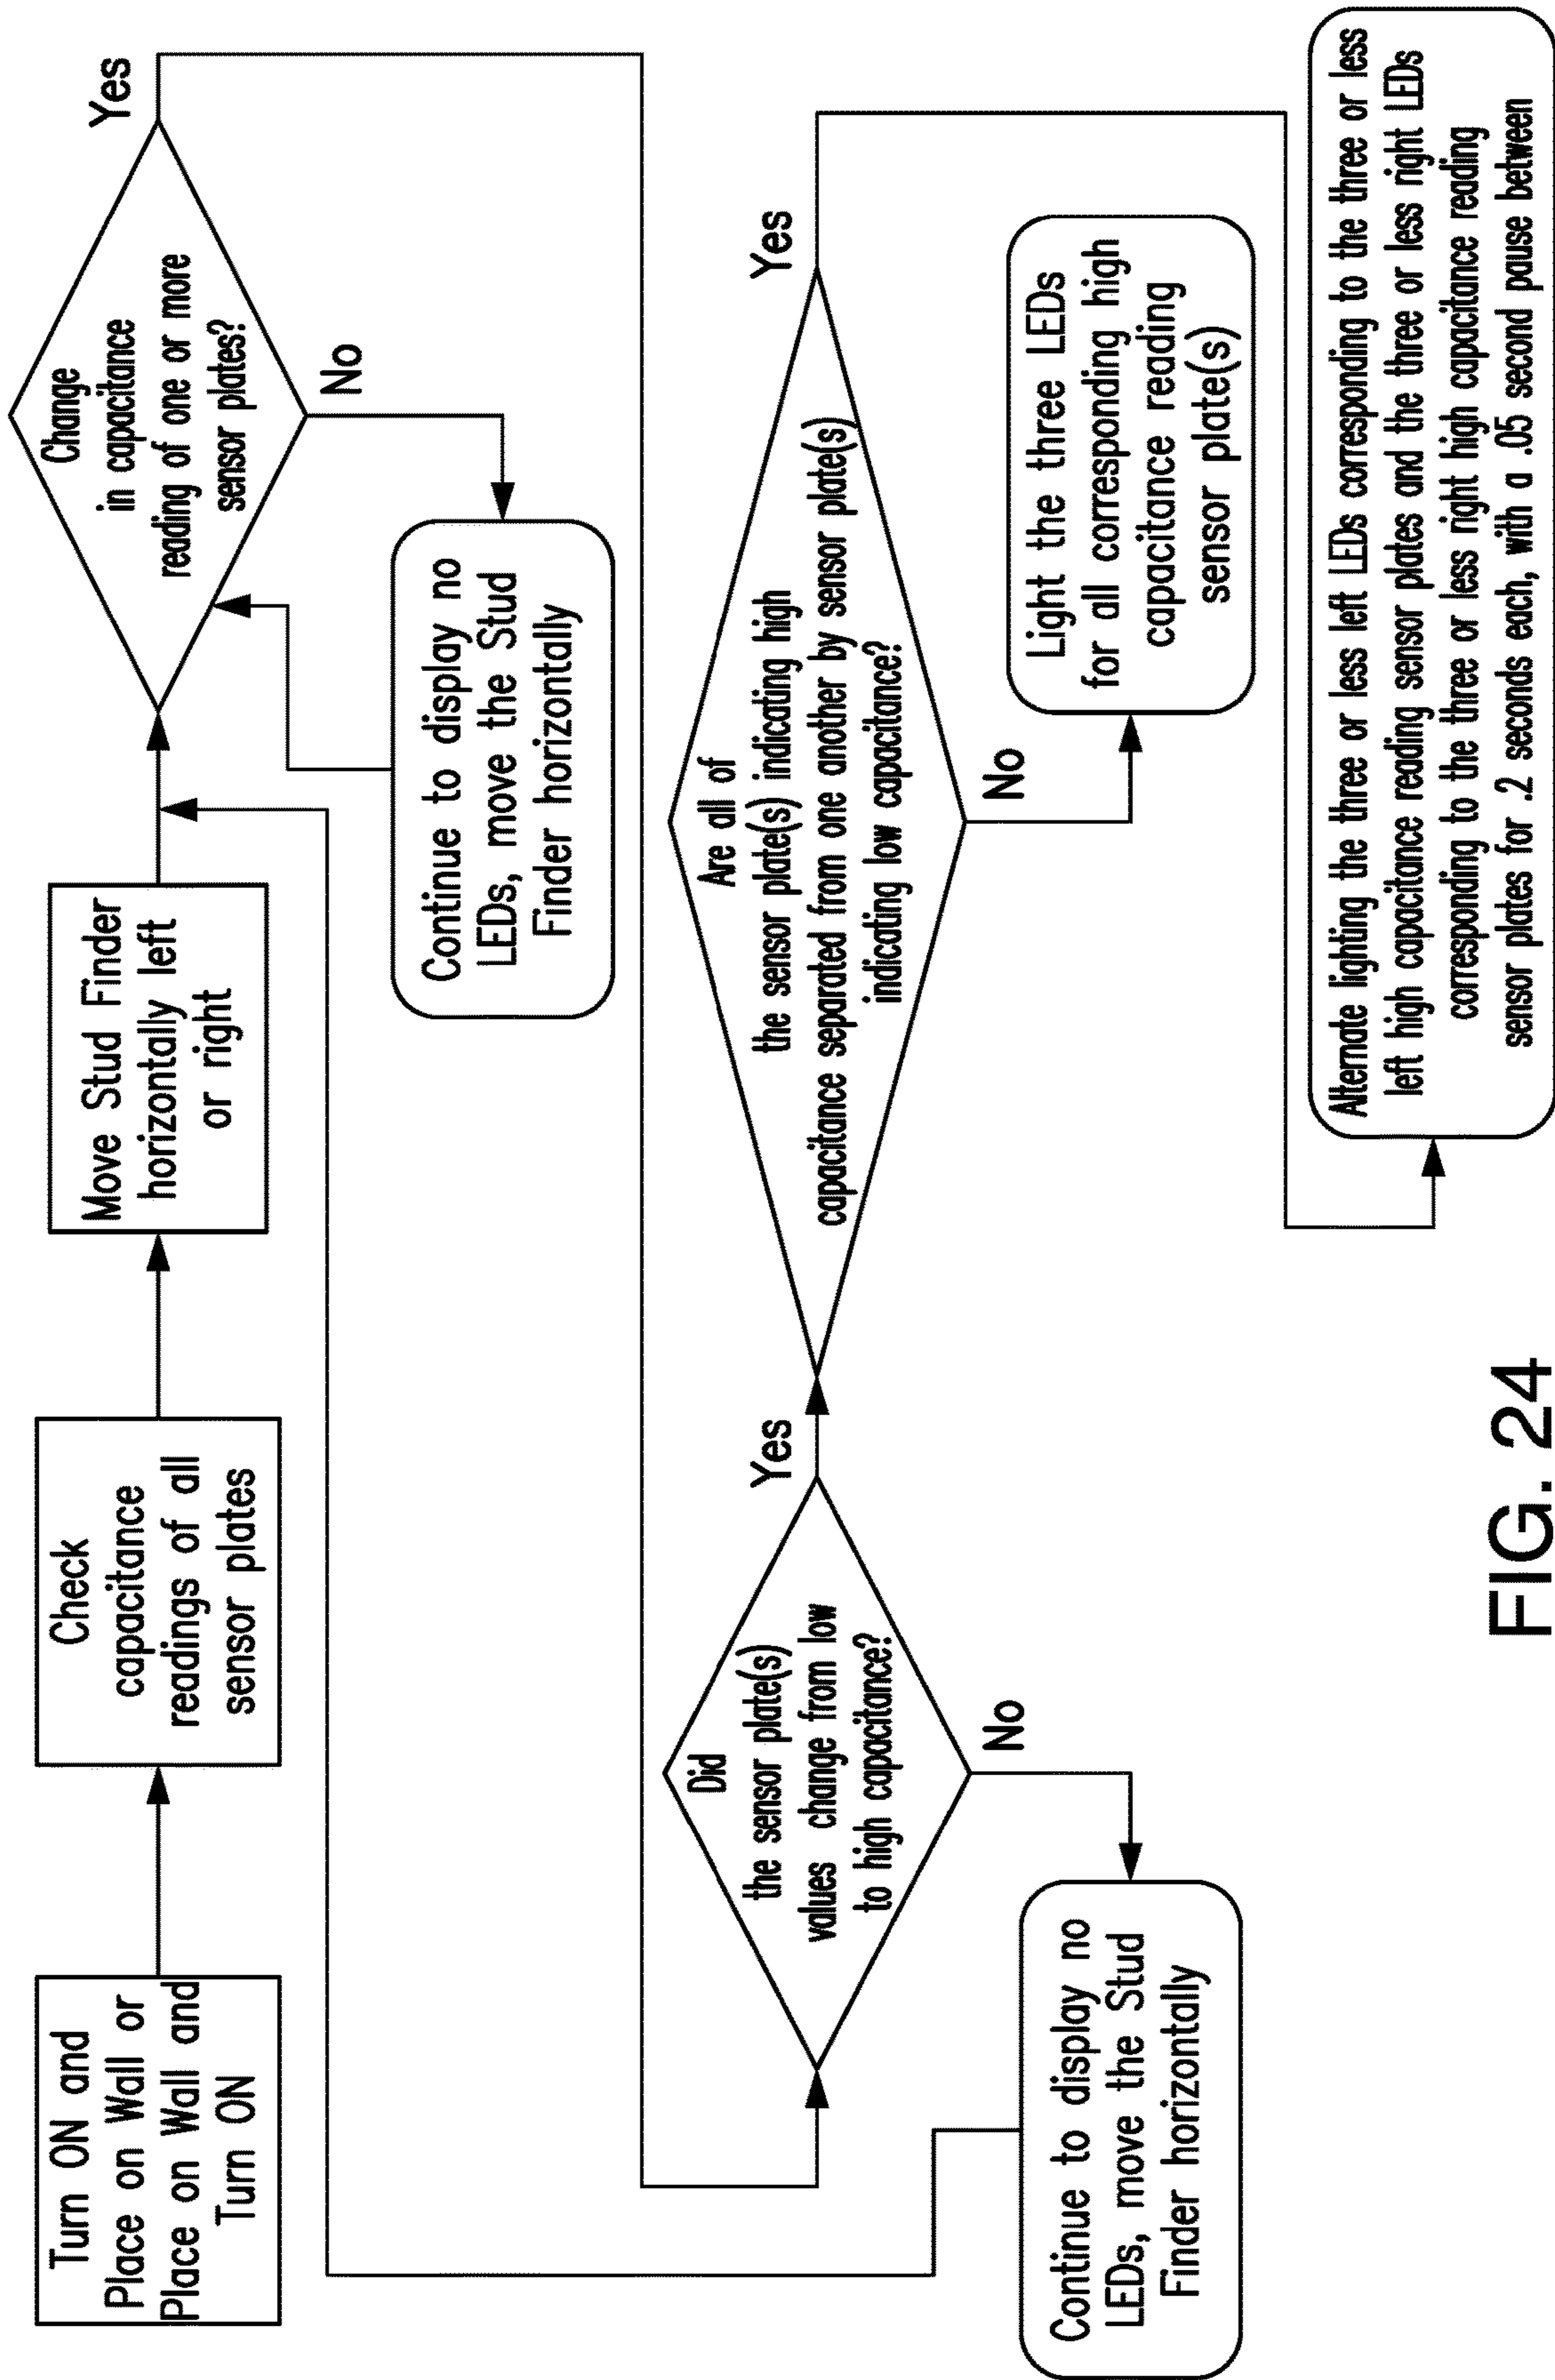 Turn ON and
Place on Wall or
Place on Wall and
Turn ON
Check
capacitance
readings of all
sensor plates
Move Stud Finder
horizontally left
or right
Change
in capacitance
reading of one or more
sensor plates?
Yes
No
Continue to display no
LEDs, move the Stud
Finder horizontally
Did
the sensor plate(s)
values change from low
to high capacitance?
Yes
No
Continue to display no
LEDs, move the Stud
Finder horizontally
Are all of
the sensor plate(s) indicating high
capacitance separated from one another by sensor plate(s)
indicating low capacitance?
Yes
No
Light the three LEDs
for all corresponding high
capacitance reading
sensor plate(s)
Alternate lighting the three or less left LEDs corresponding to the three or less
left high capacitance reading sensor plates and the three or less right LEDs
corresponding to the three or less right high capacitance reading
sensor plates for .2 seconds each, with a .05 second pause between
FIG. 24